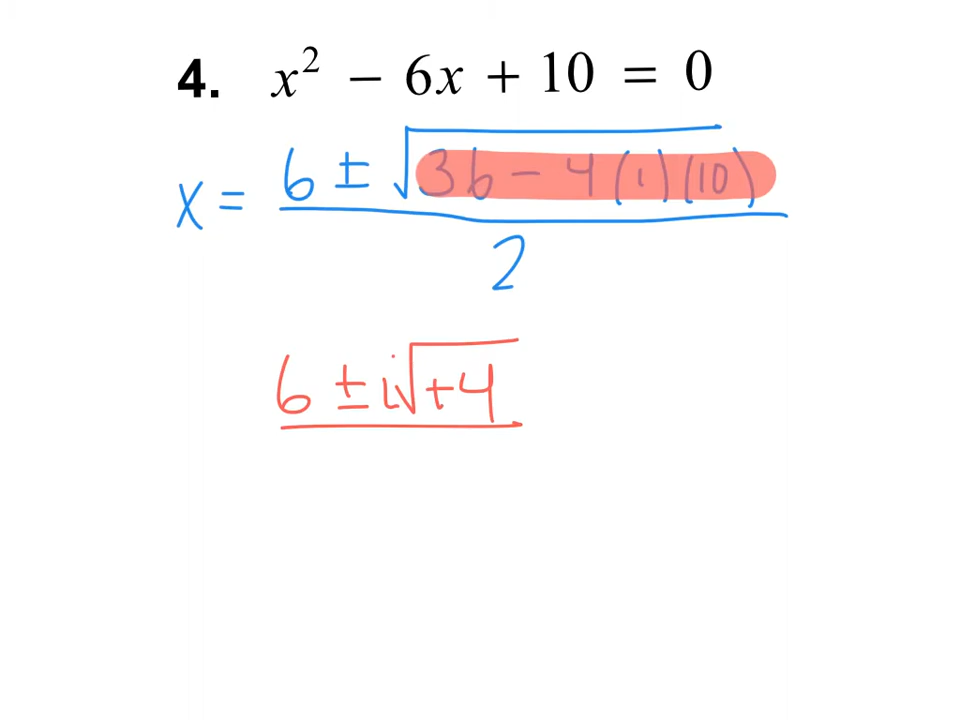 4. x² − 6x + 10 = 0
x = 6 ± √36 − 4(1)(10)
2
6 ± i√+4